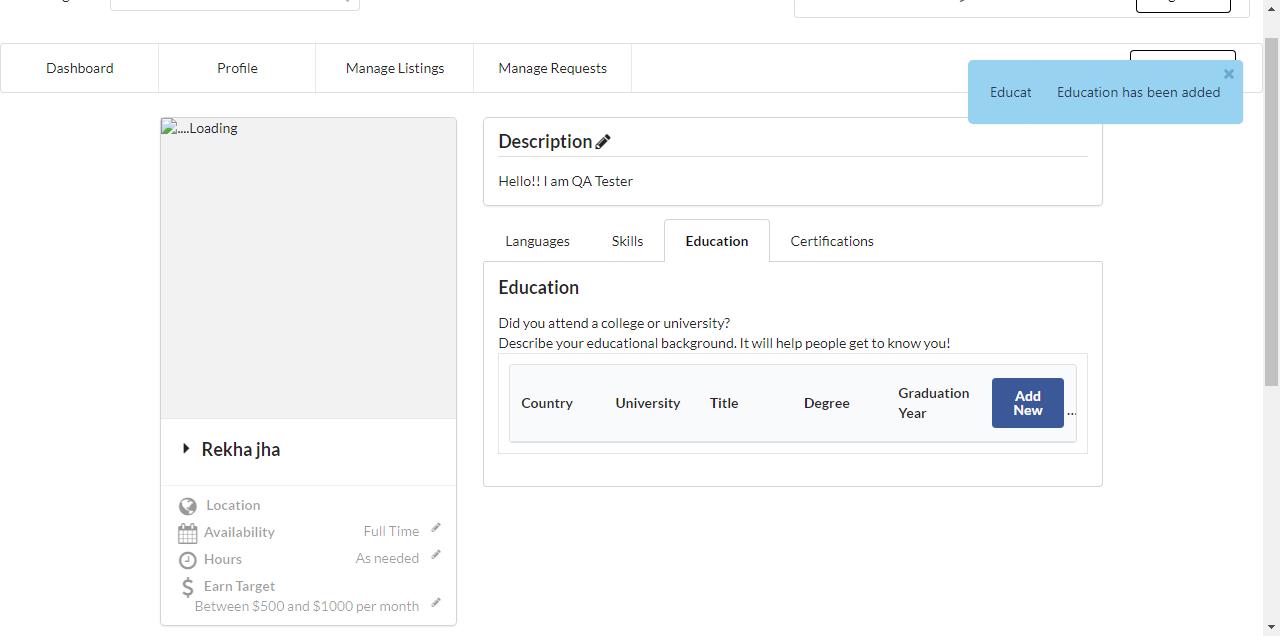 Dashboard
Profile
Manage Listings
Manage Requests
Educat
Education has been added
....Loading
Description
Hello!! I am QA Tester
Languages
Skills
Education
Certifications
Education
Did you attend a college or university?
Describe your educational background. It will help people get to know you!
Country
University
Title
Degree
Graduation
Year
Add
New
...
Rekha jha
Location
Availability
Full Time
Hours
As needed
Earn Target
Between $500 and $1000 per month